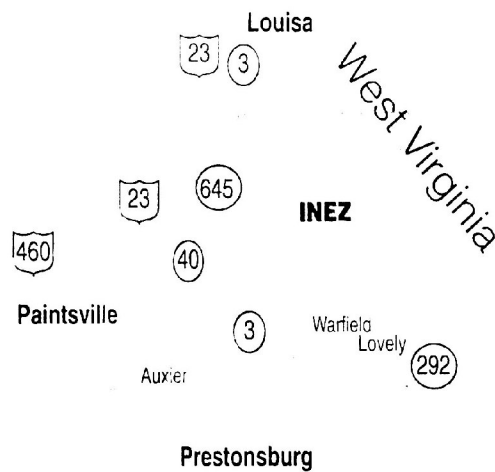 Louisa
23
3
West Virginia
645
23
INEZ
460
40
Paintsville
3
Warfield
Lovely
292
Auxier
Prestonsburg